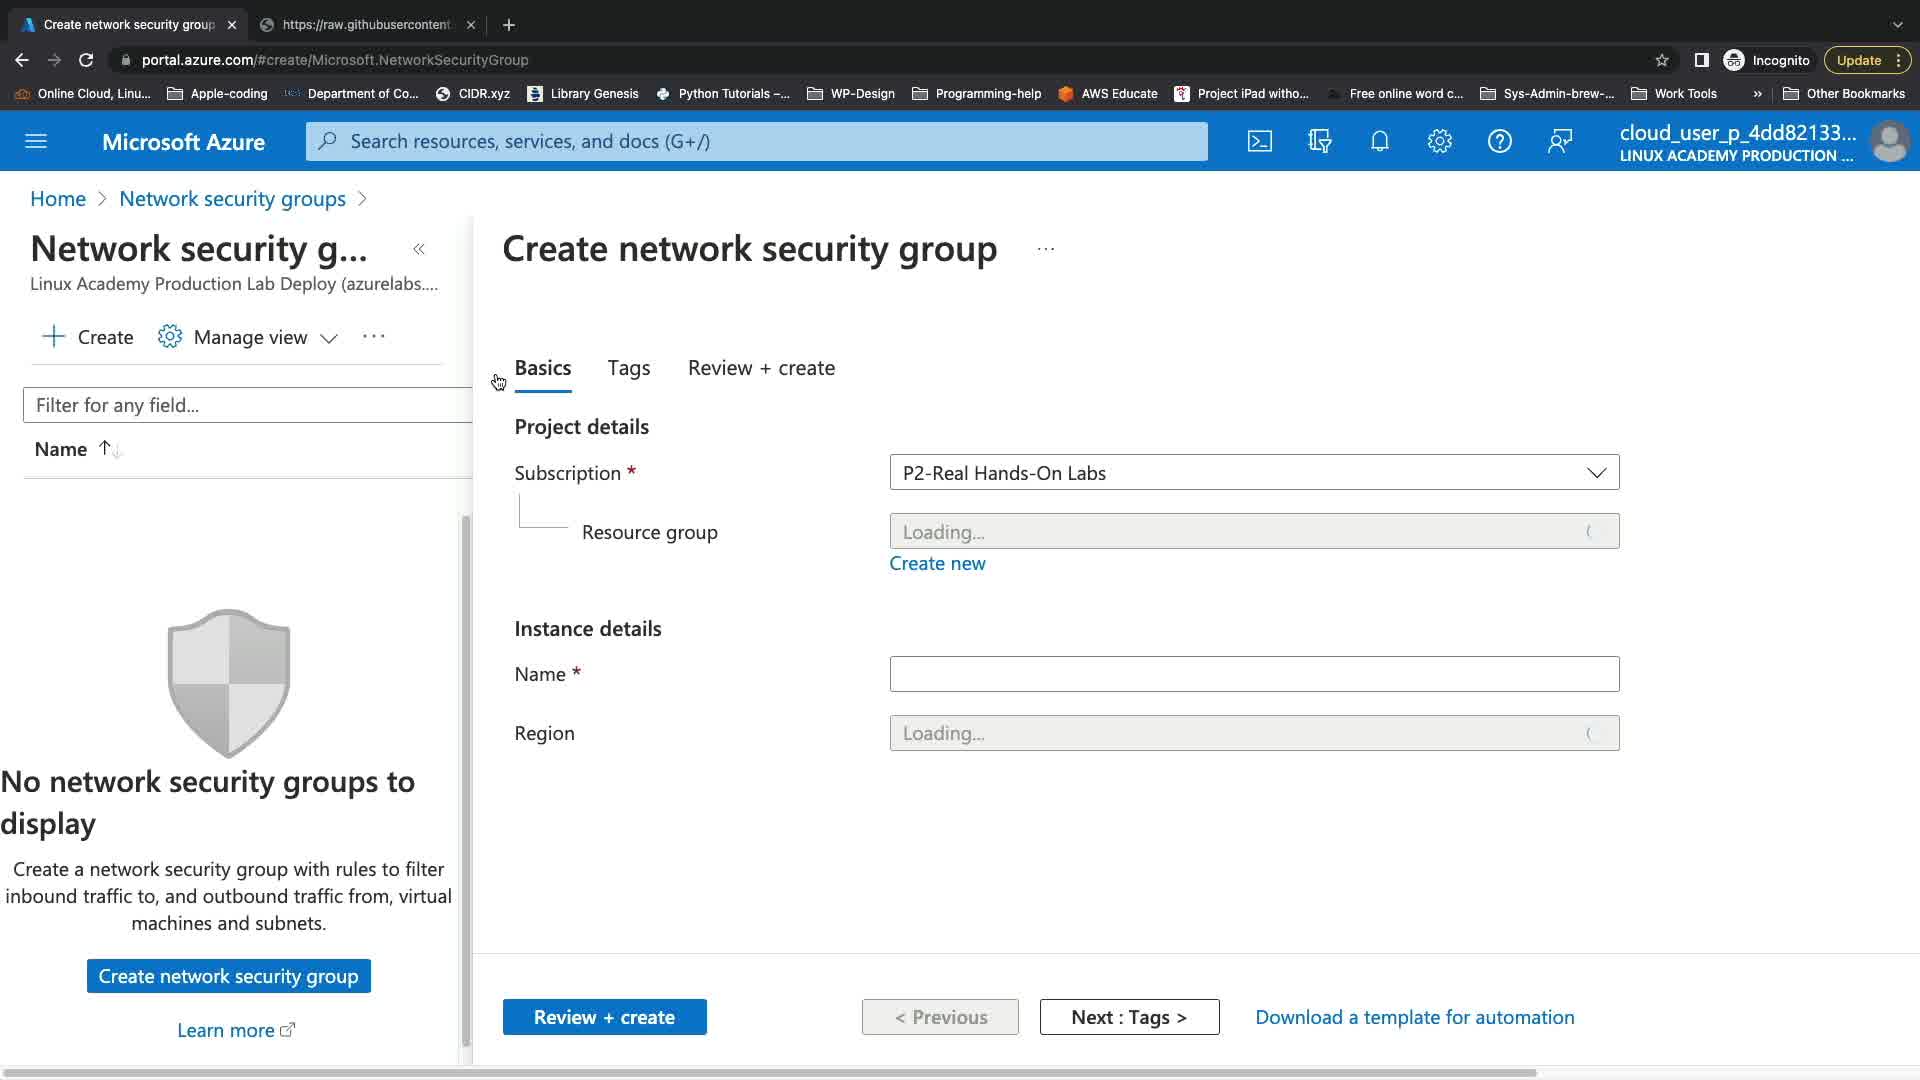 Create network security group
https://raw.githubusercontent
portal.azure.com/#create/Microsoft.NetworkSecurityGroup
Incognito
Update
Online Cloud, Linu...
Apple-coding
Department of Co...
CIDR.xyz
Library Genesis
Python Tutorials –...
WP-Design
Programming-help
AWS Educate
Project iPad witho...
Free online word c...
Sys-Admin-brew-...
Work Tools
»
Other Bookmarks
Microsoft Azure
Search resources, services, and docs (G+/)
cloud_user_p_4dd82133...
LINUX ACADEMY PRODUCTION ...
Home > Network security groups >
Network security g...
«
Linux Academy Production Lab Deploy (azurelabs....
Create
Manage view
...
Filter for any field...
Name
No network security groups to
display
Create a network security group with rules to filter
inbound traffic to, and outbound traffic from, virtual
machines and subnets.
Create network security group
Learn more
Create network security group
...
Basics
Tags
Review + create
Project details
Subscription *
P2-Real Hands-On Labs
Resource group
Loading...
Create new
Instance details
Name *
Region
Loading...
Review + create
< Previous
Next : Tags >
Download a template for automation